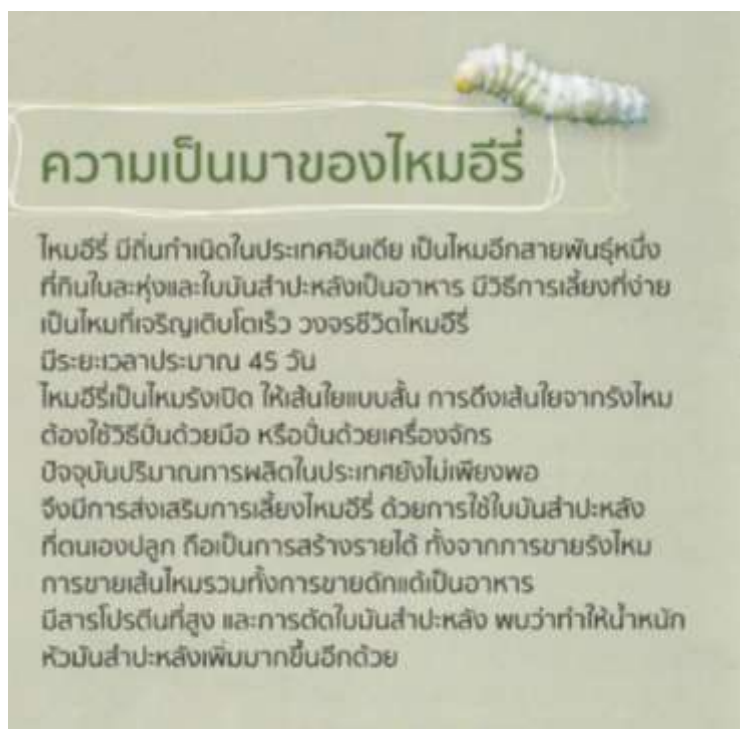 ความเป็นมาของไหมอีรี่
ไหมอีรี่ มีถิ่นกำเนิดในประเทศอินเดีย เป็นไหมอีกสายพันธุ์หนึ่ง
ที่กินใบละหุ่งและใบมันสำปะหลังเป็นอาหาร มีวิธีการเลี้ยงที่ง่าย
เป็นไหมที่เจริญเติบโตเร็ว วงจรชีวิตไหมอีรี่
มีระยะเวลาประมาณ 45 วัน
ไหมอีรี่เป็นไหมรังเปิด ให้เส้นใยแบบสั้น การดึงเส้นใยจากรังไหม
ต้องใช้วิธีปั่นด้วยมือ หรือปั่นด้วยเครื่องจักร
ปัจจุบันปริมาณการผลิตในประเทศยังไม่เพียงพอ
จึงมีการส่งเสริมการเลี้ยงไหมอีรี่ ด้วยการใช้ใบมันสำปะหลัง
ที่ตนเองปลูก ถือเป็นการสร้างรายได้ ทั้งจากการขายรังไหม
การขายเส้นไหมรวมทั้งการขายดักแด้เป็นอาหาร
มีสารโปรตีนที่สูง และการตัดใบมันสำปะหลัง พบว่าทำให้น้ำหนัก
หัวมันสำปะหลังเพิ่มมากขึ้นอีกด้วย